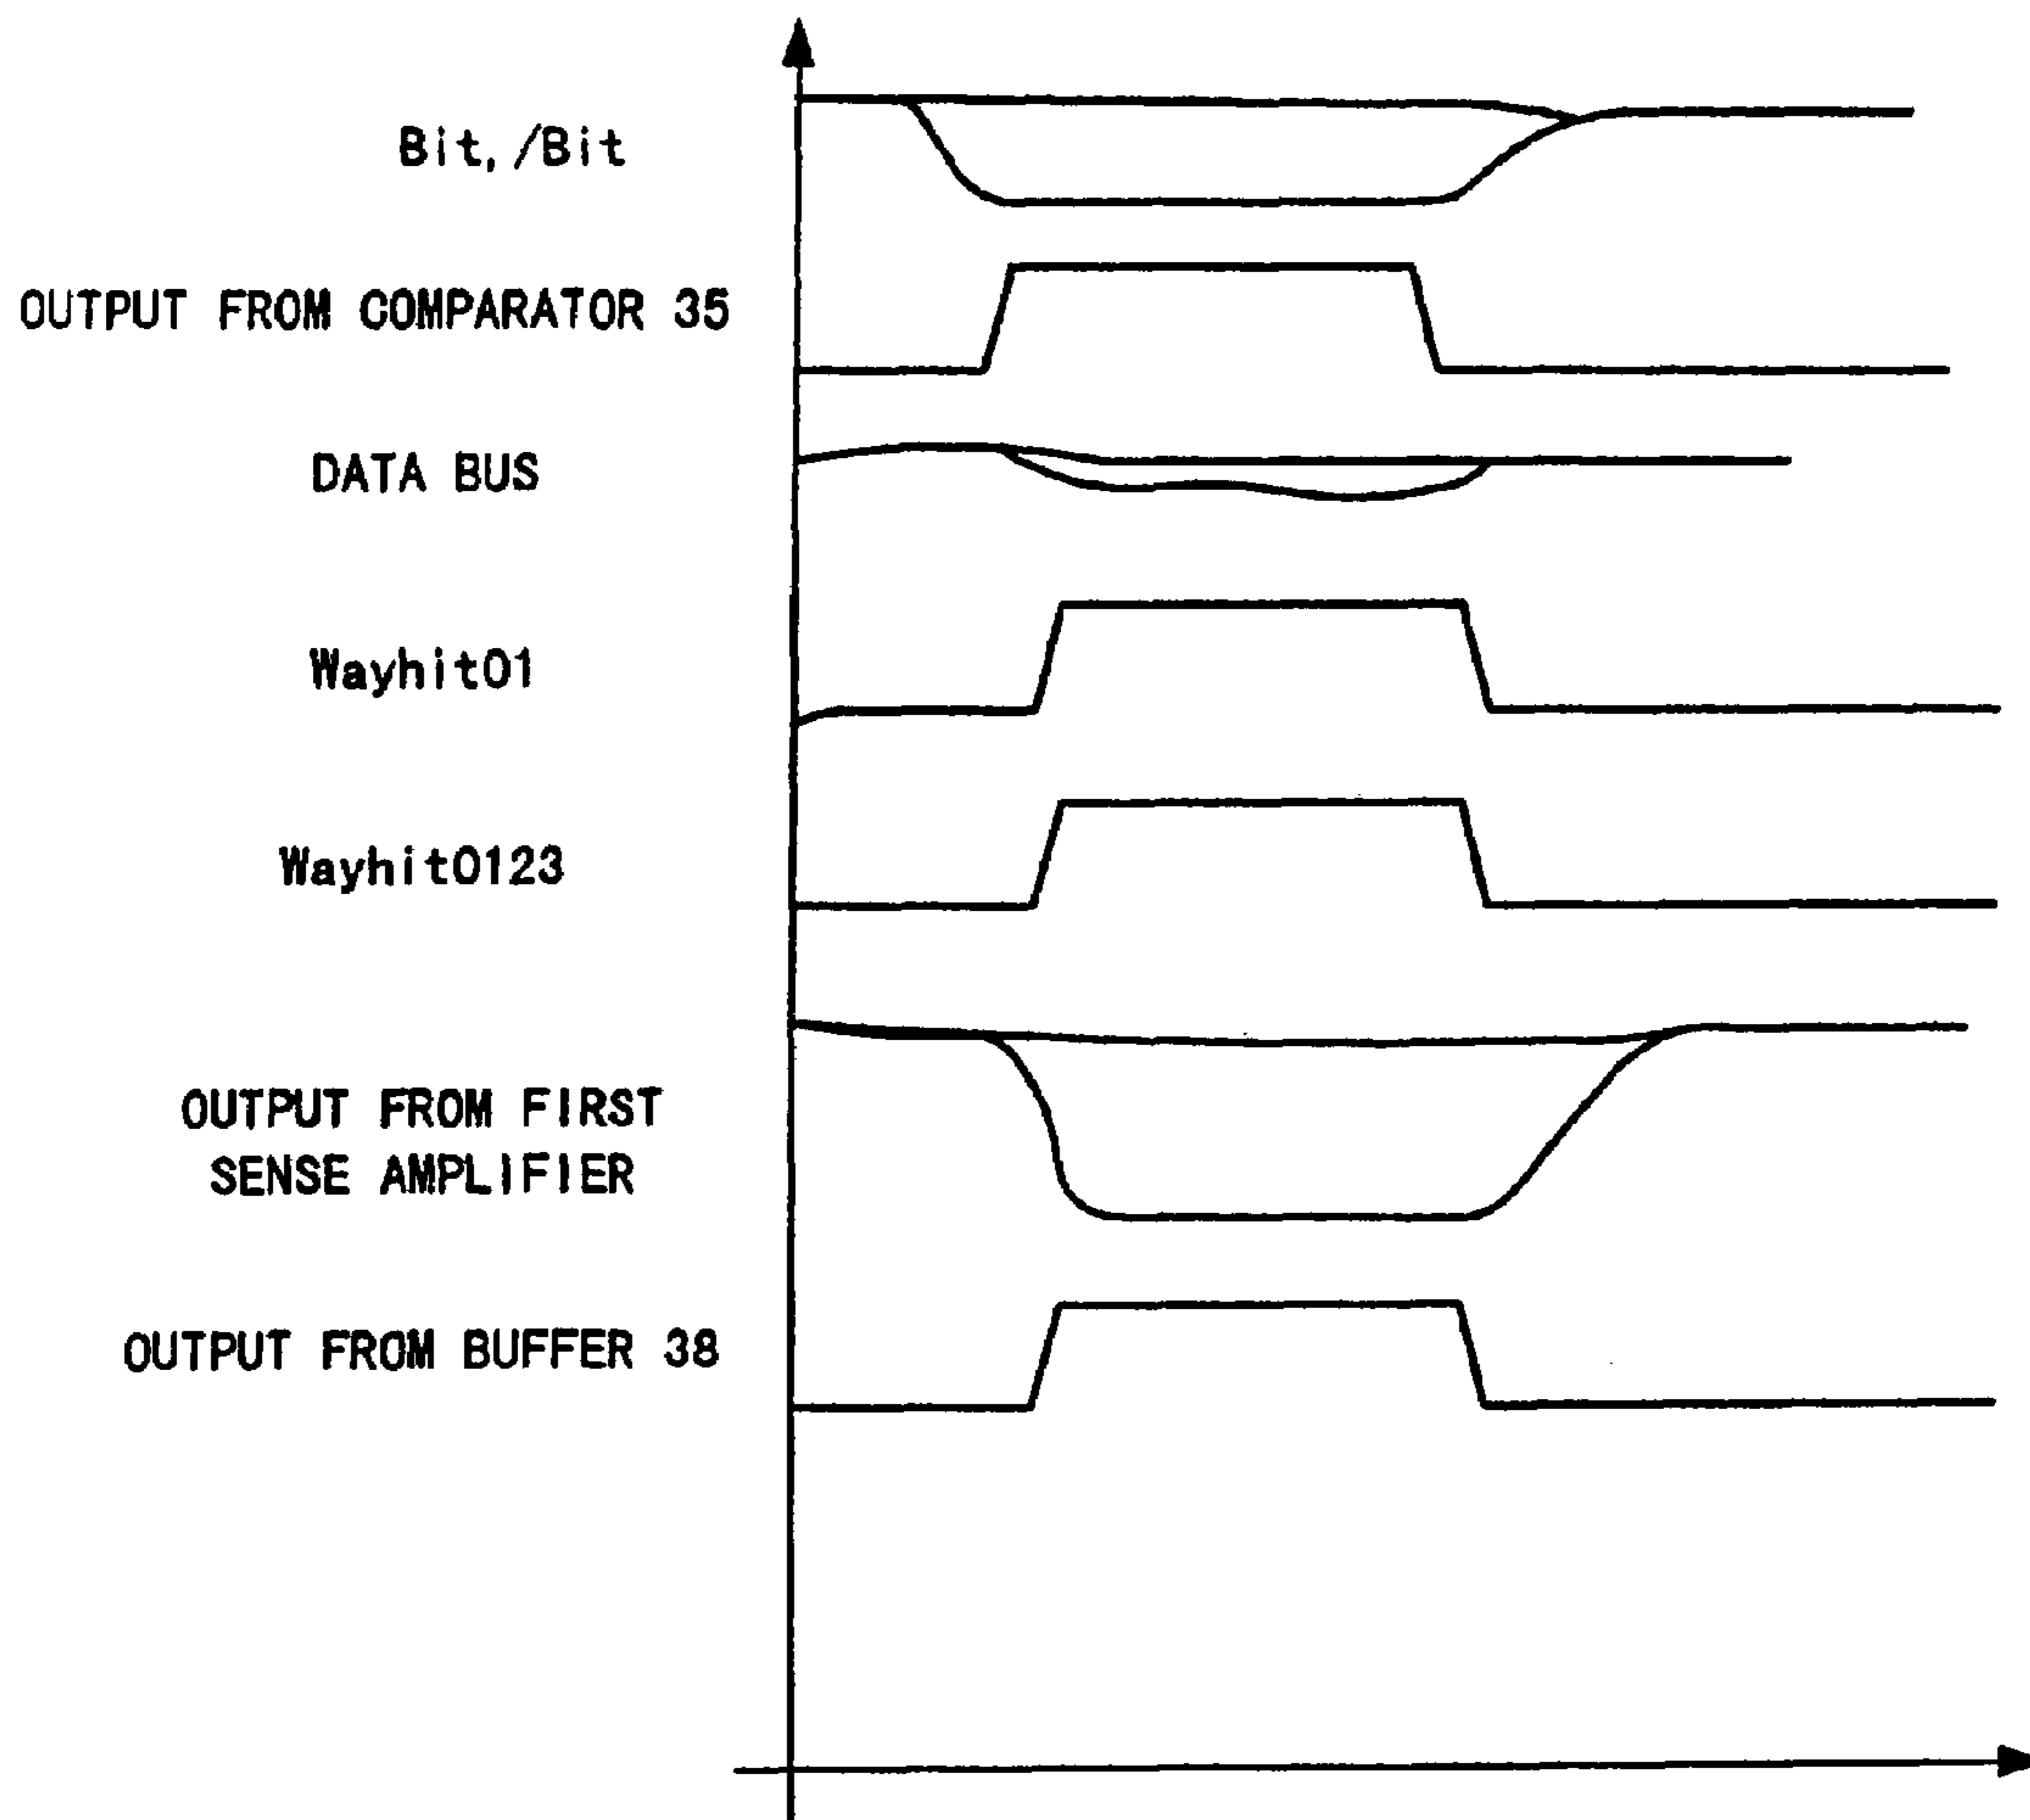 Bit, /Bit
OUTPUT FROM COMPARATOR 35
DATA BUS
Wayhit01
Wayhit0123
OUTPUT FROM FIRST
SENSE AMPLIFIER
OUTPUT FROM BUFFER 38